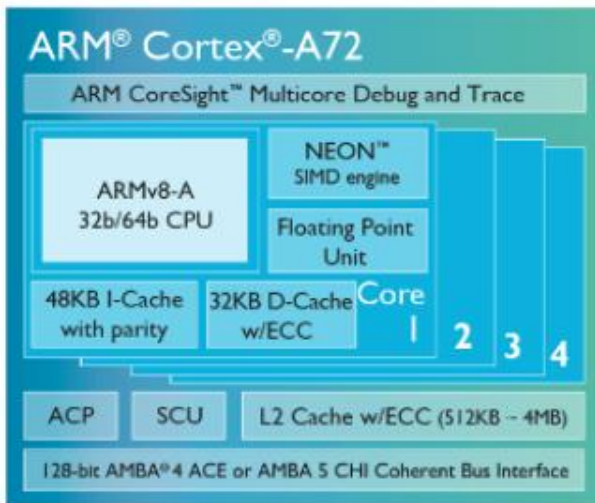 ARM® Cortex®-A72
ARM CoreSight™ Multicore Debug and Trace
ARMv8-A
32b/64b CPU
NEON™
SIMD engine
Floating Point
Unit
48KB I-Cache
with parity
32KB D-Cache
w/ECC
Core
1
2
3
4
ACP
SCU
L2 Cache w/ECC (512KB ~ 4MB)
128-bit AMBA®4 ACE or AMBA 5 CHI Coherent Bus Interface